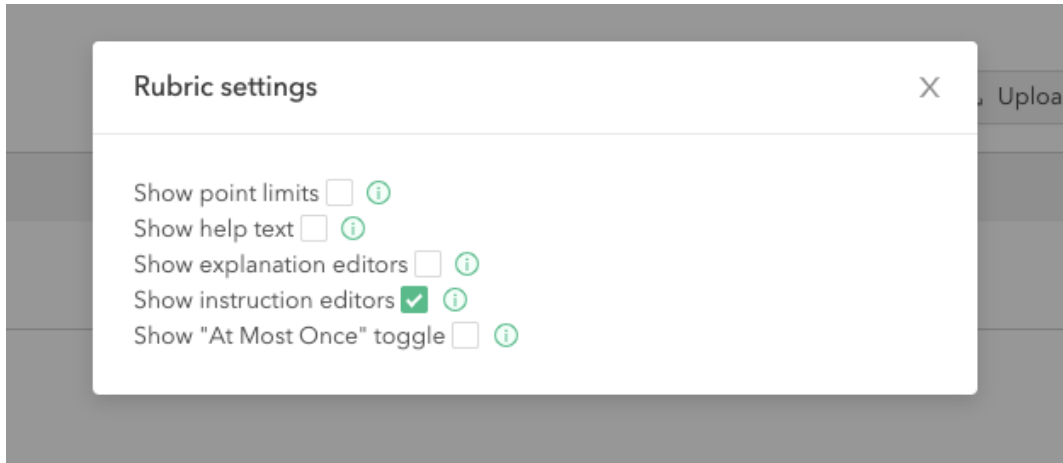 Rubric settings
Show point limits
Show help text
Show explanation editors
Show instruction editors
Show "At Most Once" toggle